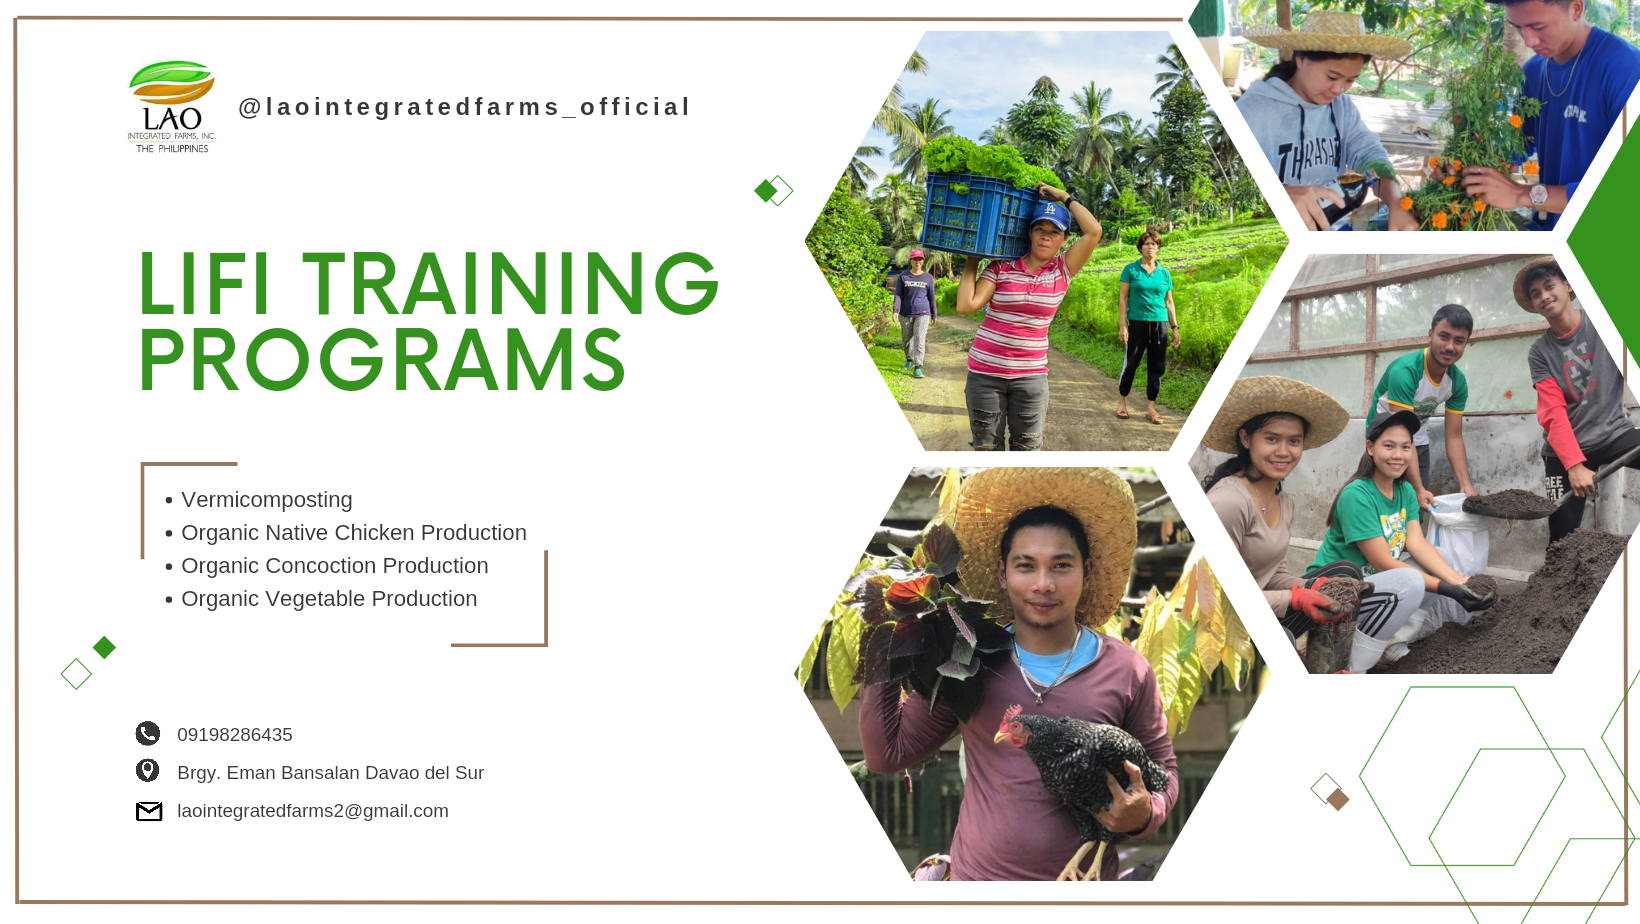 LAO
INTEGRATED FARMS, INC.
THE PHILIPPINES
@laointegratedfarms_official
LIFI TRAINING
PROGRAMS
• Vermicomposting
• Organic Native Chicken Production
• Organic Concoction Production
• Organic Vegetable Production
09198286435
Brgy. Eman Bansalan Davao del Sur
laointegratedfarms2@gmail.com